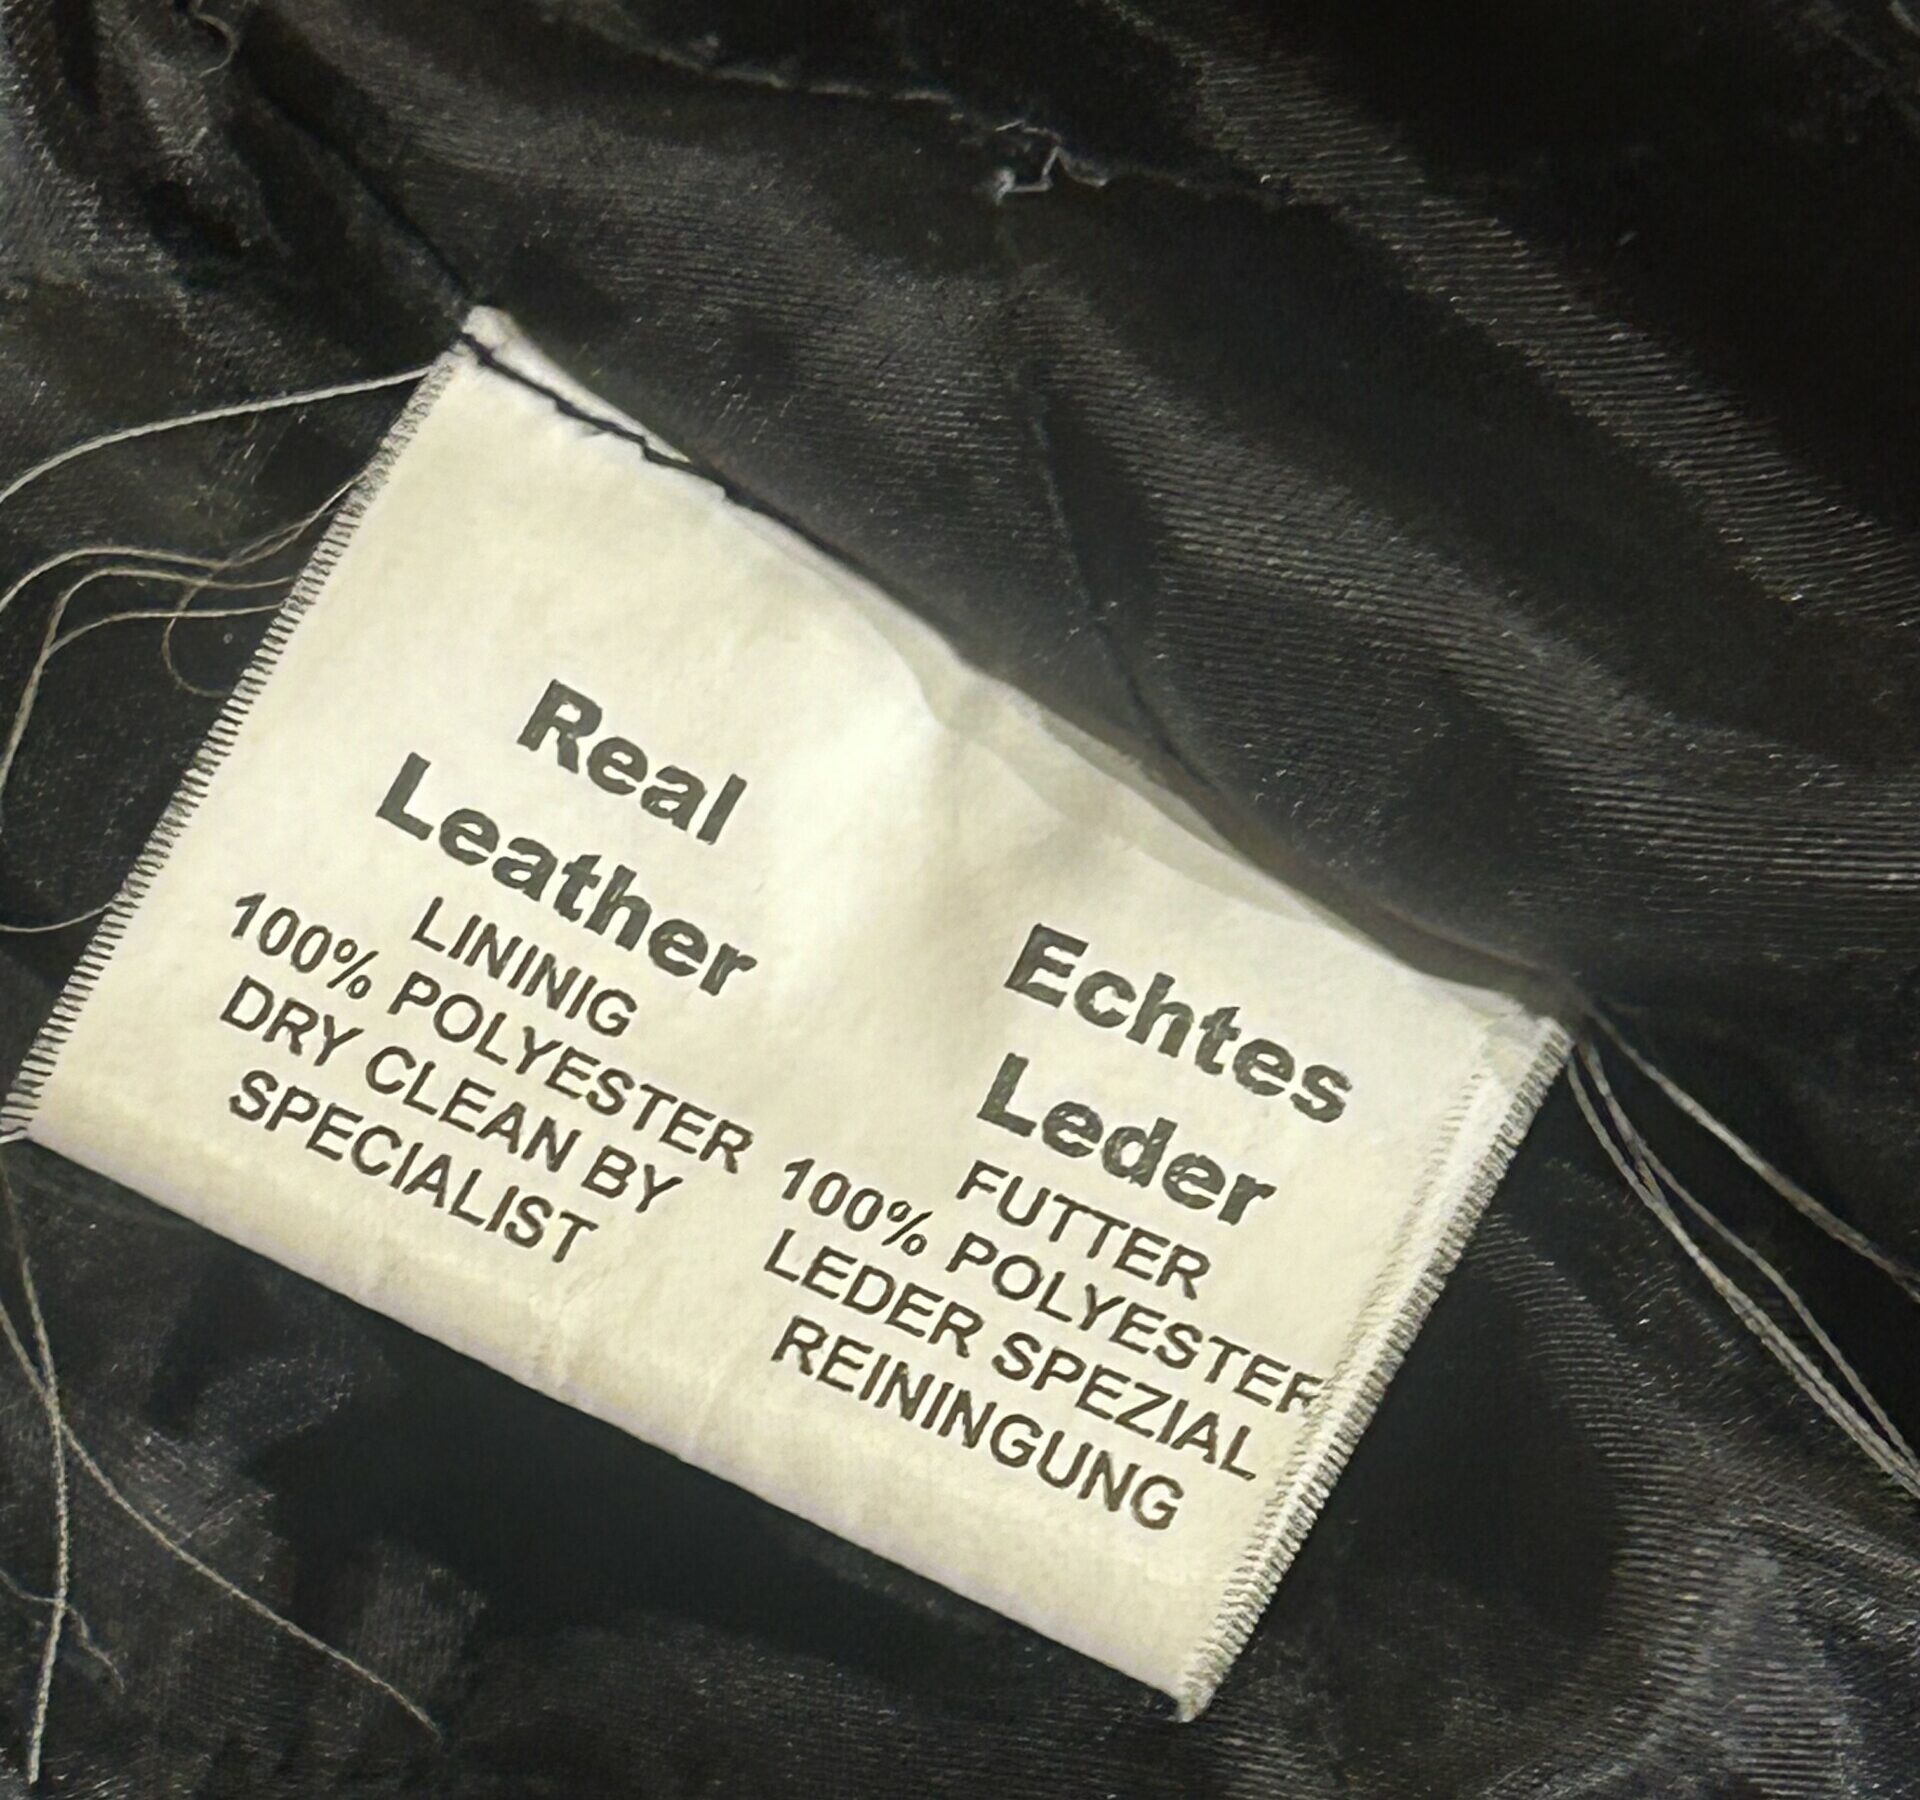 Real
Leather
LININIG
100% POLYESTER
DRY CLEAN BY
SPECIALIST
Echtes
Leder
FUTTER
100% POLYESTER
LEDER SPEZIAL
REININGUNG